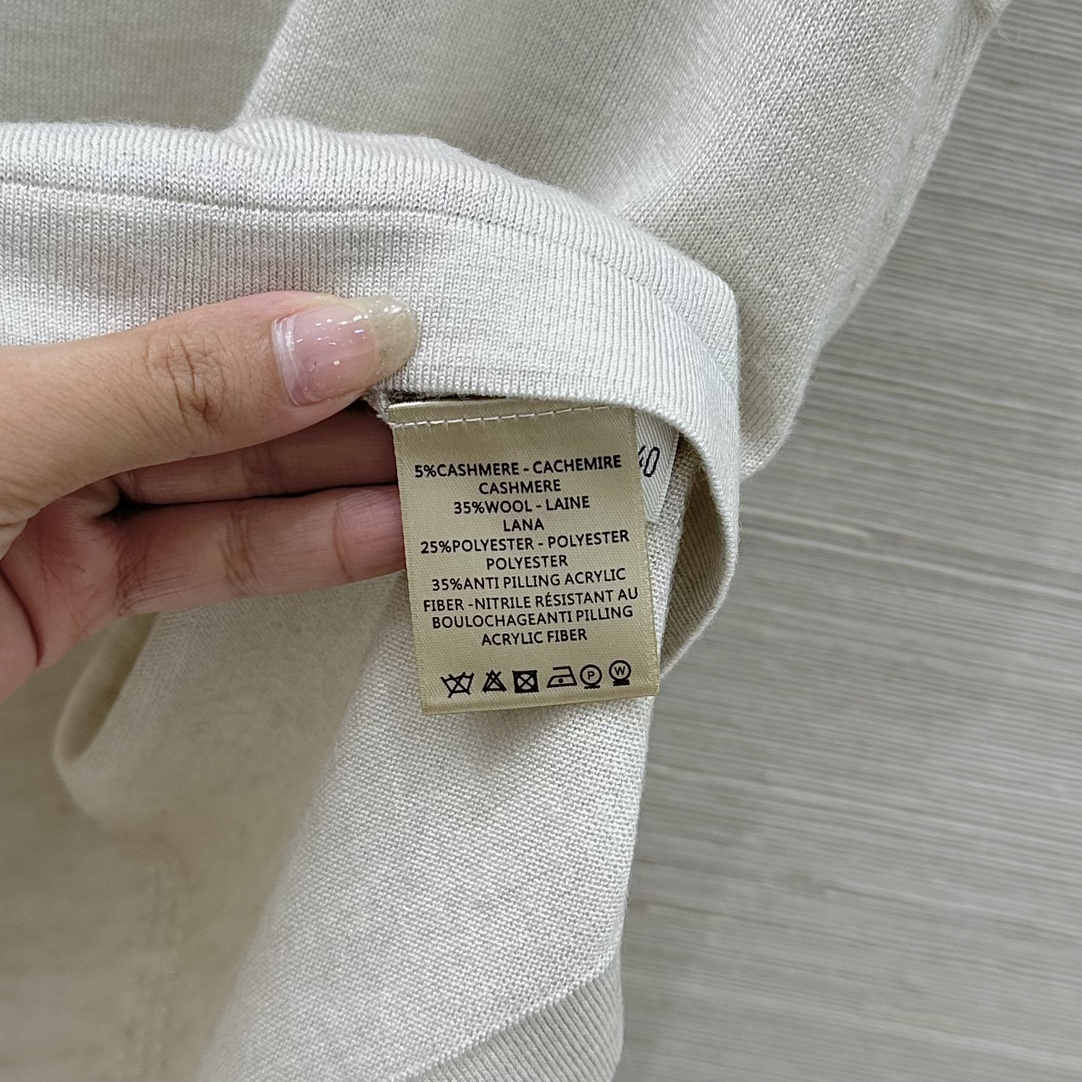 5%CASHMERE - CACHEMIRE
CASHMERE
35%WOOL - LAINE
LANA
25%POLYESTER - POLYESTER
POLYESTER
35%ANTI PILLING ACRYLIC
FIBER -NITRILE RÉSISTANT AU
BOULOCHAGEANTI PILLING
ACRYLIC FIBER
P W
40